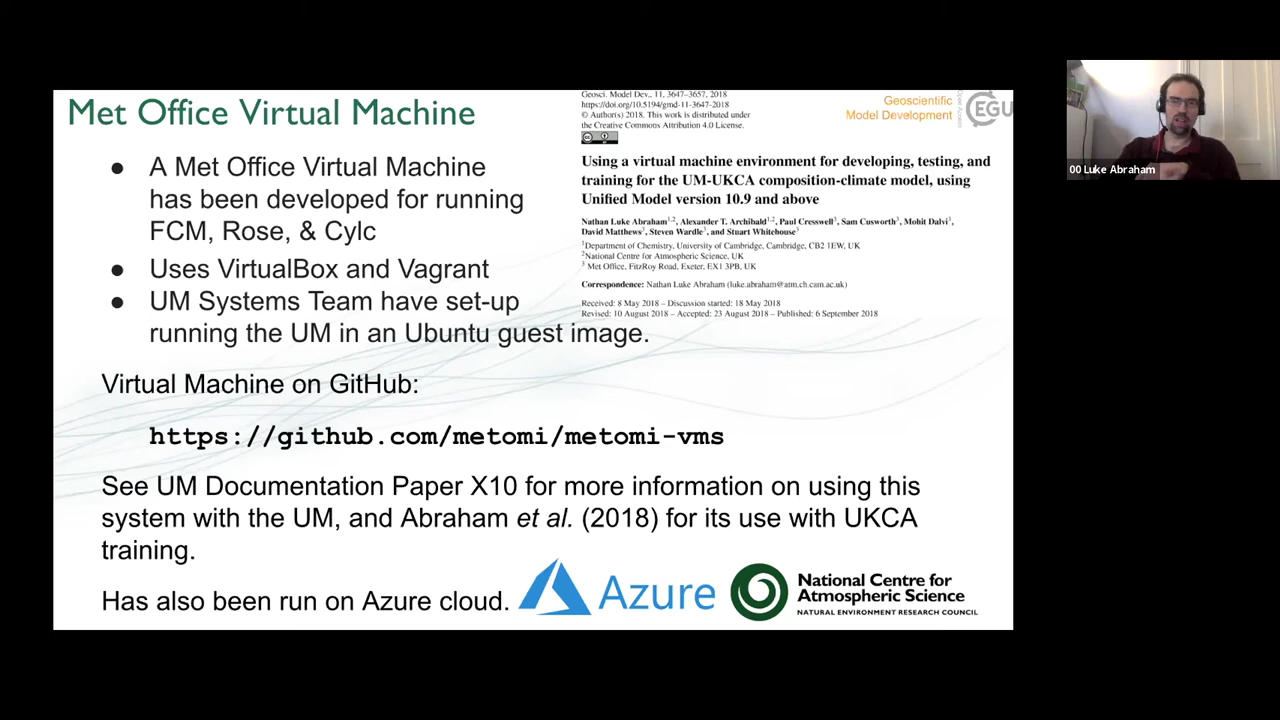 Met Office Virtual Machine
● A Met Office Virtual Machine
has been developed for running
FCM, Rose, & Cylc
● Uses VirtualBox and Vagrant
● UM Systems Team have set-up
running the UM in an Ubuntu guest image.
Geosci. Model Dev., 11, 3647–3657, 2018
https://doi.org/10.5194/gmd-11-3647-2018
© Author(s) 2018. This work is distributed under
the Creative Commons Attribution 4.0 License.
Geoscientific
Model Development
Open Access
EGU
Using a virtual machine environment for developing, testing, and
training for the UM-UKCA composition-climate model, using
Unified Model version 10.9 and above
Nathan Luke Abraham1,2, Alexander T. Archibald1,2, Paul Cresswell3, Sam Cusworth3, Mohit Dalvi3,
David Matthews3, Steven Wardle3, and Stuart Whitehouse3
1Department of Chemistry, University of Cambridge, Cambridge, CB2 1EW, UK
2National Centre for Atmospheric Science, UK
3 Met Office, FitzRoy Road, Exeter, EX1 3PB, UK
Correspondence: Nathan Luke Abraham (luke.abraham@atm.ch.cam.ac.uk)
Received: 8 May 2018 – Discussion started: 18 May 2018
Revised: 10 August 2018 – Accepted: 23 August 2018 – Published: 6 September 2018
Virtual Machine on GitHub:
https://github.com/metomi/metomi-vms
See UM Documentation Paper X10 for more information on using this
system with the UM, and Abraham et al. (2018) for its use with UKCA
training.
Has also been run on Azure cloud.
Azure
National Centre for
Atmospheric Science
NATURAL ENVIRONMENT RESEARCH COUNCIL
00 Luke Abraham